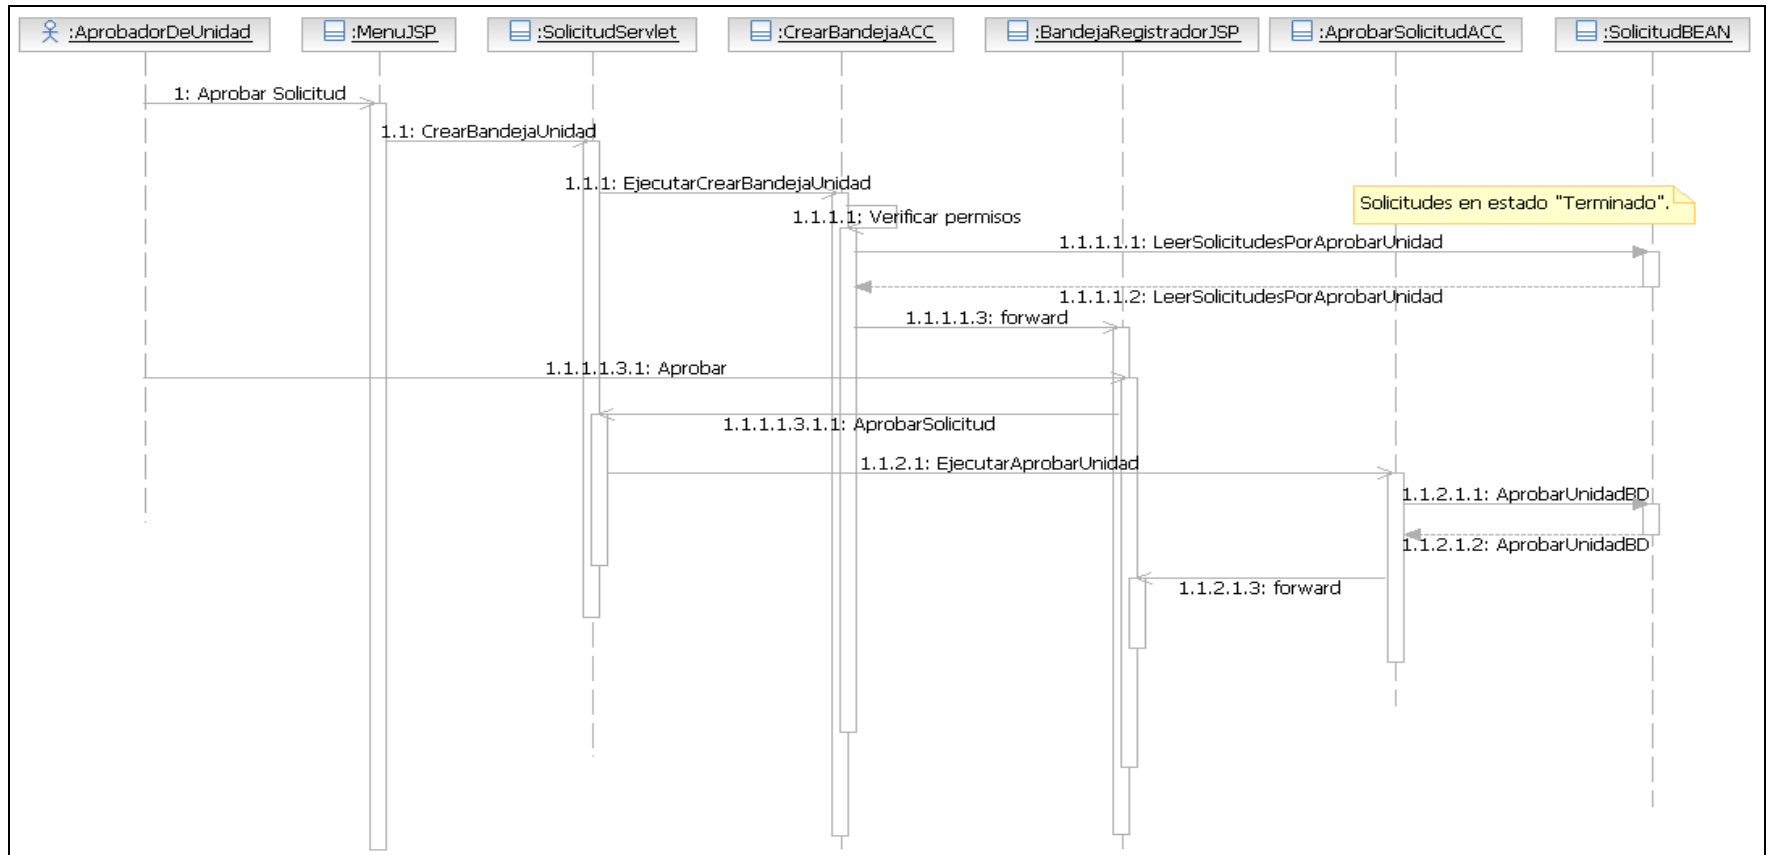 :AprobadorDeUnidad
:MenuJSP
:SolicitudServlet
:CrearBandejaACC
:BandejaRegistradorJSP
:AprobarSolicitudACC
:SolicitudBEAN
1: Aprobar Solicitud
1.1: CrearBandejaUnidad
1.1.1: EjecutarCrearBandejaUnidad
Solicitudes en estado "Terminado".
1.1.1.1: Verificar permisos
1.1.1.1.1: LeerSolicitudesPorAprobarUnidad
1.1.1.1.2: LeerSolicitudesPorAprobarUnidad
1.1.1.1.3: forward
1.1.1.1.3.1: Aprobar
1.1.1.1.3.1.1: AprobarSolicitud
1.1.2.1: EjecutarAprobarUnidad
1.1.2.1.1: AprobarUnidadBD
1.1.2.1.2: AprobarUnidadBD
1.1.2.1.3: forward